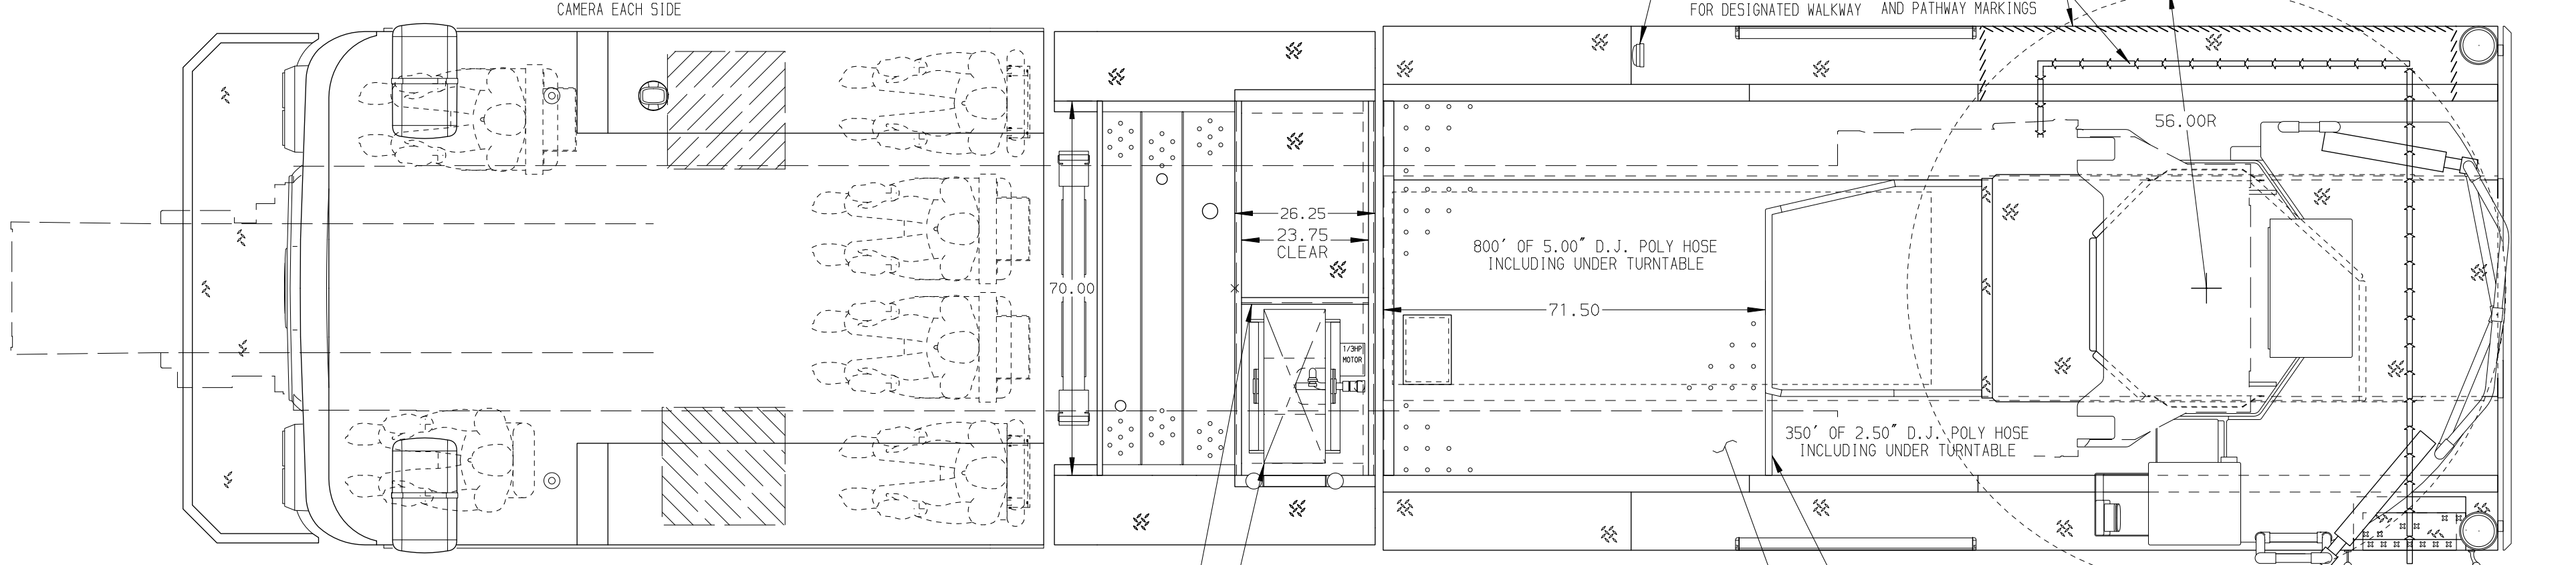 CAMERA EACH SIDE
FOR DESIGNATED WALKWAY AND PATHWAY MARKINGS
56.00R
26.25
23.75
CLEAR
800' OF 5.00" D.J. POLY HOSE
INCLUDING UNDER TURNTABLE
70.00
71.50
1/3HP
MOTOR
350' OF 2.50" D.J. POLY HOSE
INCLUDING UNDER TURNTABLE